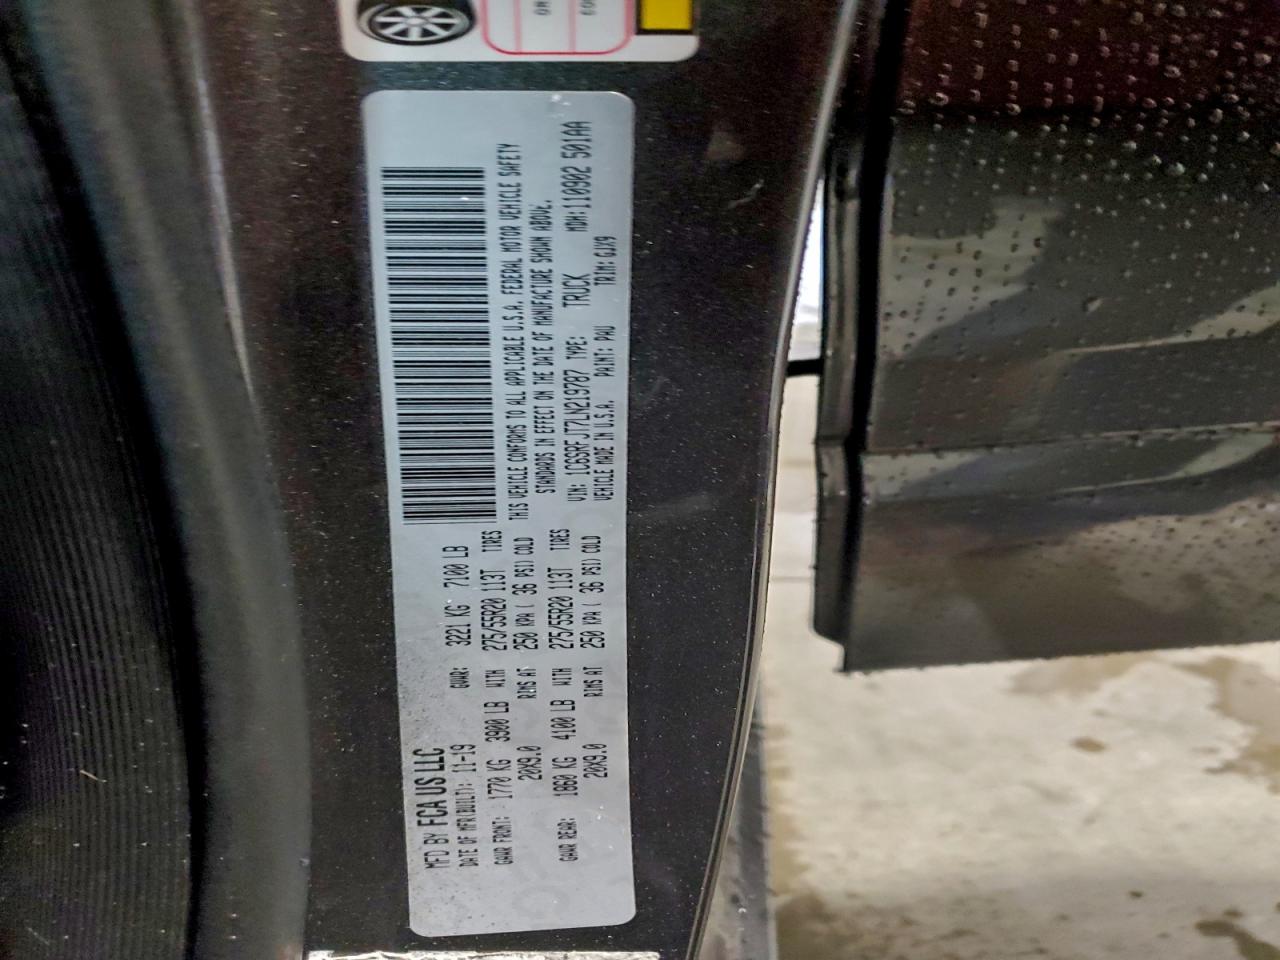 MFD BY FCA US LLC
DATE OF MFR(BUILT): 11-19 GVWR: 3221 KG 7100 LB
GAWR FRONT: 1770 KG 3900 LB WITH 275/55R20 113T TIRES
20X9.0 RIMS AT 250 KPA ( 36 PSI) COLD
GAWR REAR: 1860 KG 4100 LB WITH 275/55R20 113T TIRES
20X9.0 RIMS AT 250 KPA ( 36 PSI) COLD
THIS VEHICLE CONFORMS TO ALL APPLICABLE U.S.A. FEDERAL MOTOR VEHICLE SAFETY
STANDARDS IN EFFECT ON THE DATE OF MANUFACTURE SHOWN ABOVE.
VIN: 1C6SRFJT7LN219787 TYPE: TRUCK MDH:110902 501AA
VEHICLE MADE IN U.S.A. PAINT: PAU TRIM: GJX9